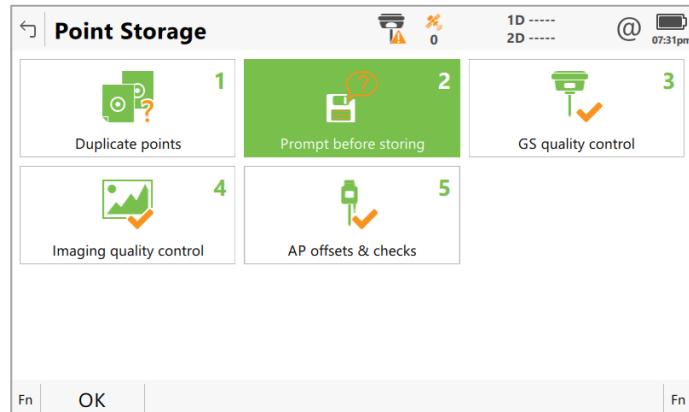 Point Storage
0
1D -----
2D -----
@
07:31pm
1
Duplicate points
2
?
Prompt before storing
3
GS quality control
4
Imaging quality control
5
AP offsets & checks
Fn
OK
Fn